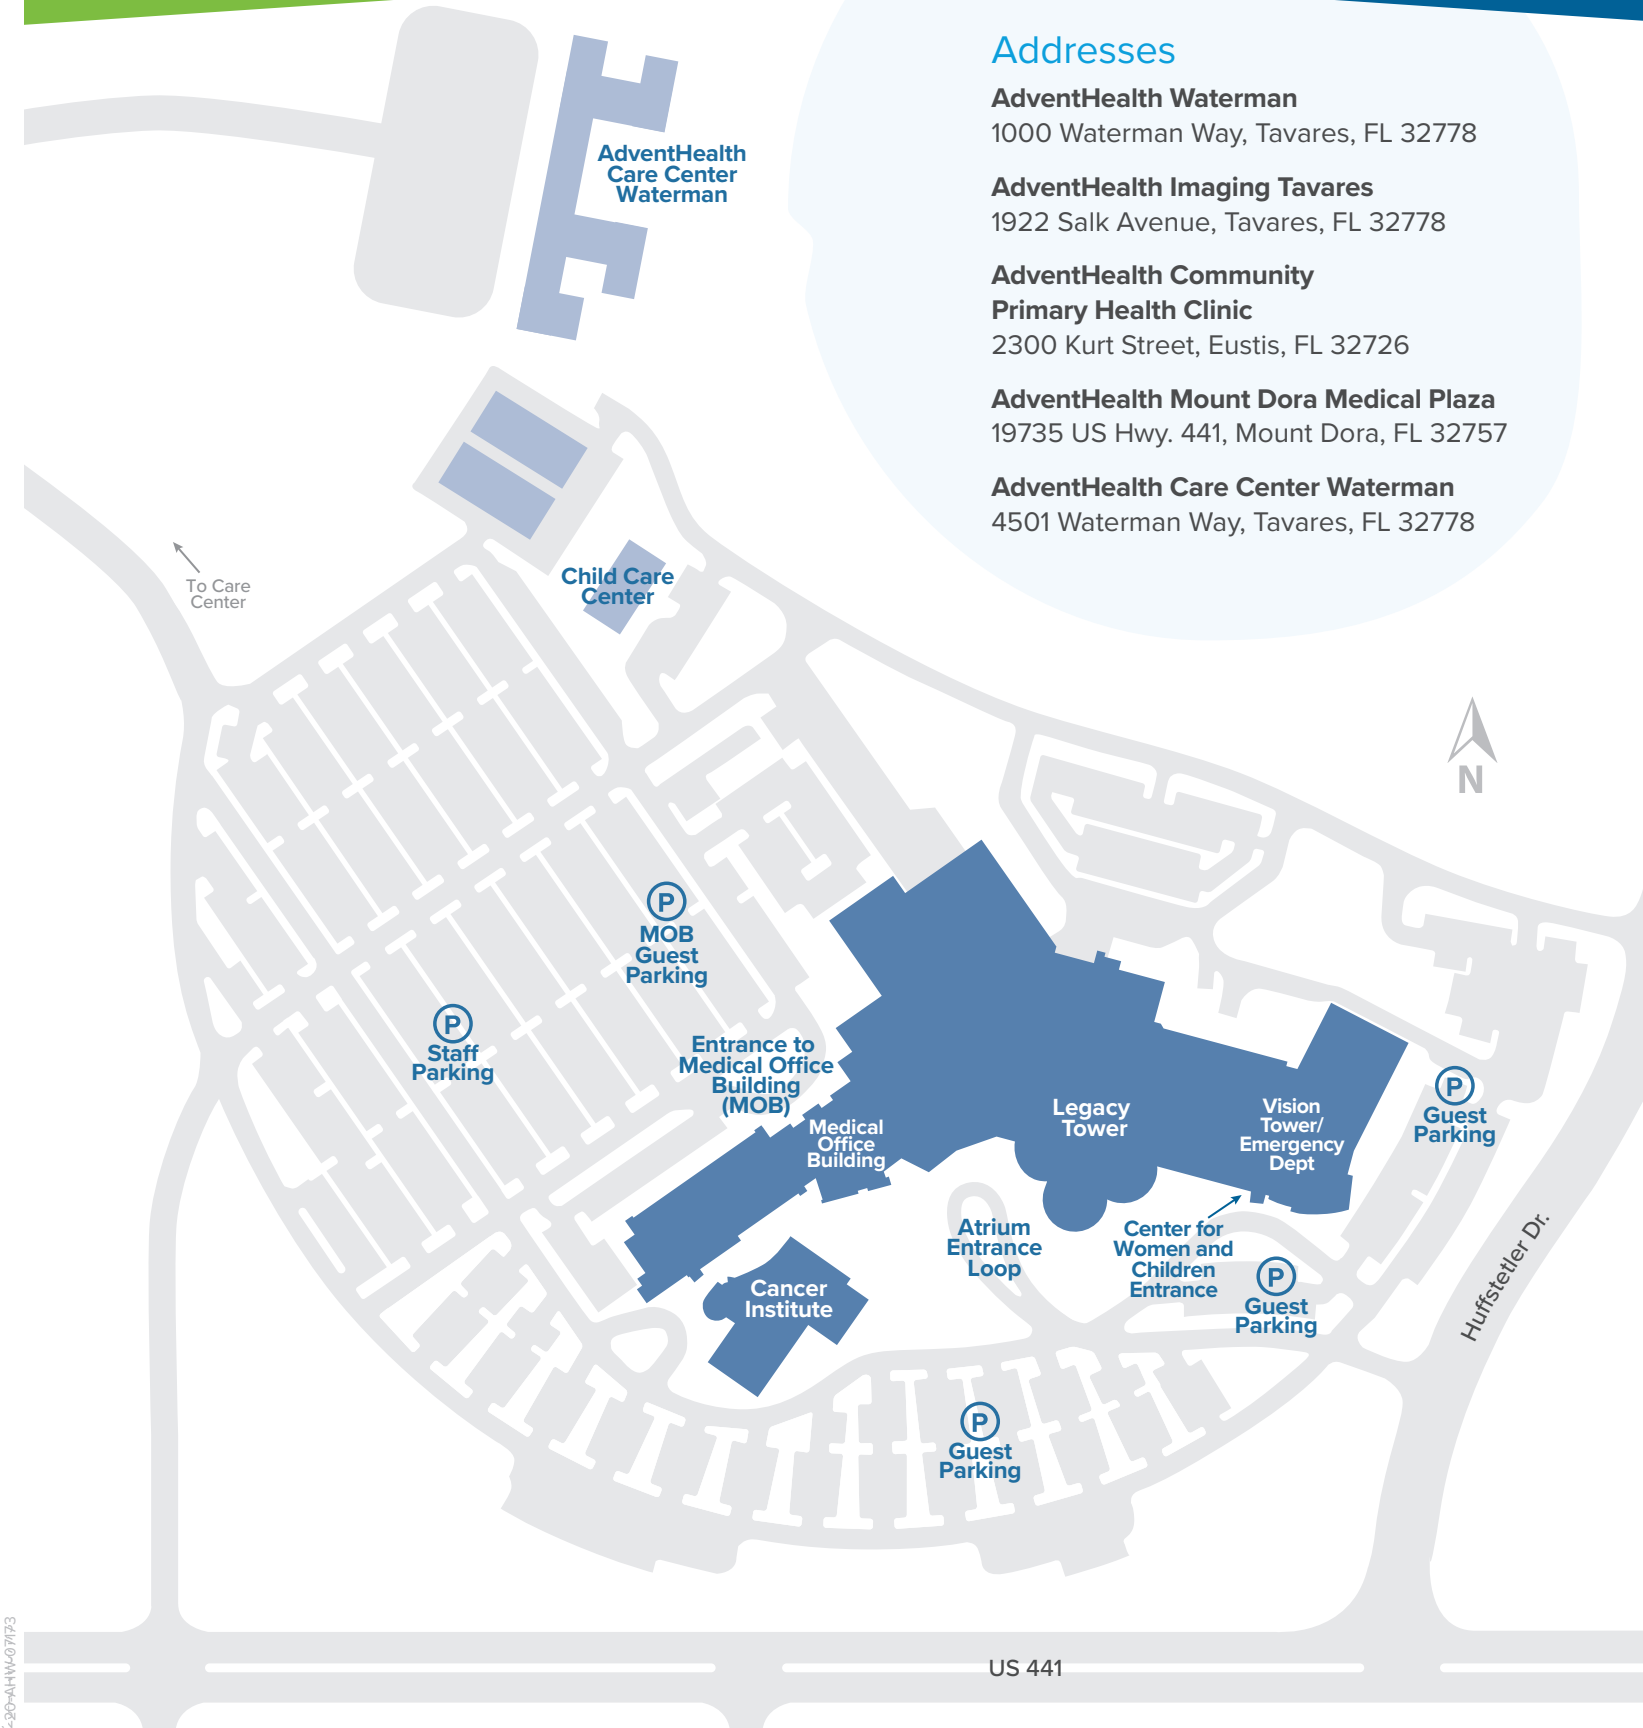 Addresses
AdventHealth Waterman
1000 Waterman Way, Tavares, FL 32778
AdventHealth Imaging Tavares
1922 Salk Avenue, Tavares, FL 32778
AdventHealth Community
Primary Health Clinic
2300 Kurt Street, Eustis, FL 32726
AdventHealth Mount Dora Medical Plaza
19735 US Hwy. 441, Mount Dora, FL 32757
AdventHealth Care Center Waterman
4501 Waterman Way, Tavares, FL 32778
AdventHealth
Care Center
Waterman
To Care
Center
Child Care
Center
N
P
MOB
Guest
Parking
P
Staff
Parking
Entrance to
Medical Office
Building
(MOB)
Medical
Office
Building
Legacy
Tower
Vision
Tower/
Emergency
Dept
P
Guest
Parking
Atrium
Entrance
Loop
Center for
Women and
Children
Entrance
P
Guest
Parking
Huffstetler Dr.
Cancer
Institute
P
Guest
Parking
US 441